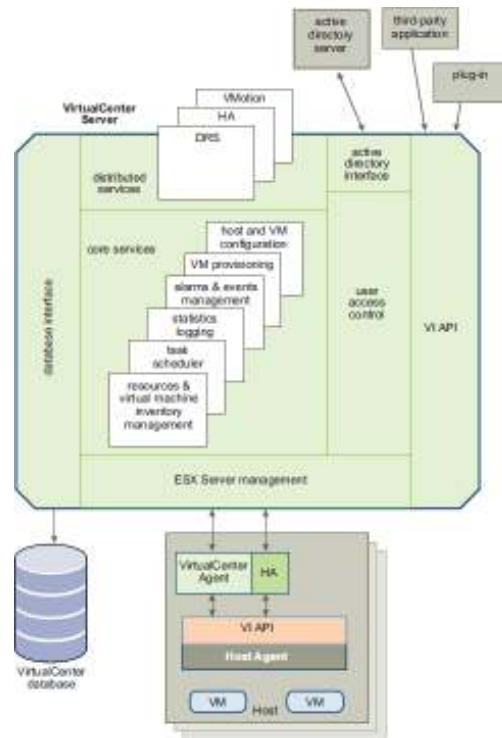 active
directory
server
third-party
application
plug-in
VirtualCenter
Server
VMotion
HA
DRS
distributed
services
active
directory
interface
core services
host and VM
configuration
VM provisioning
alarms & events
management
statistics
logging
task
scheduler
resources &
virtual machine
inventory
management
database interface
user
access
control
VI API
ESX Server management
VirtualCenter
Agent
HA
VI API
Host Agent
VM
Host
VM
VirtualCenter
database